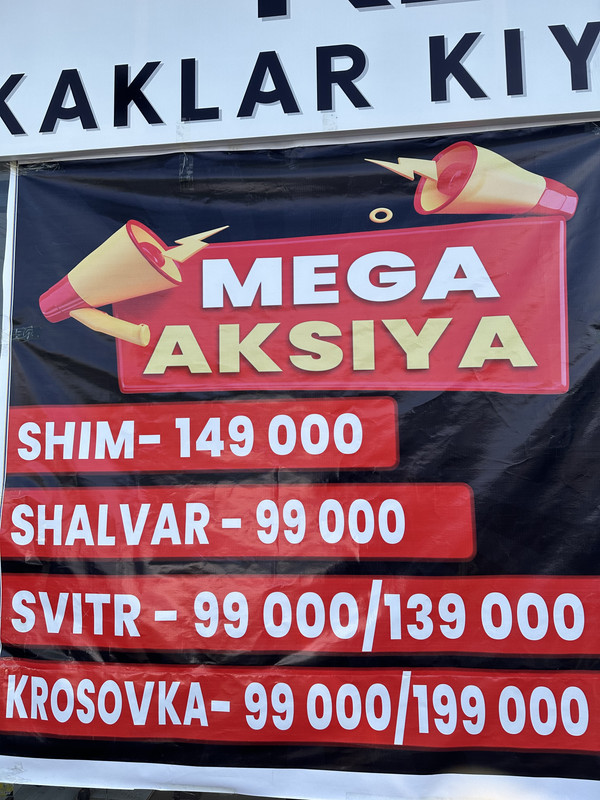 KAKLAR KIY
MEGA
AKSIYA
SHIM- 149 000
SHALVAR - 99 000
SVITR - 99 000/139 000
KROSOVKA- 99 000/199 000